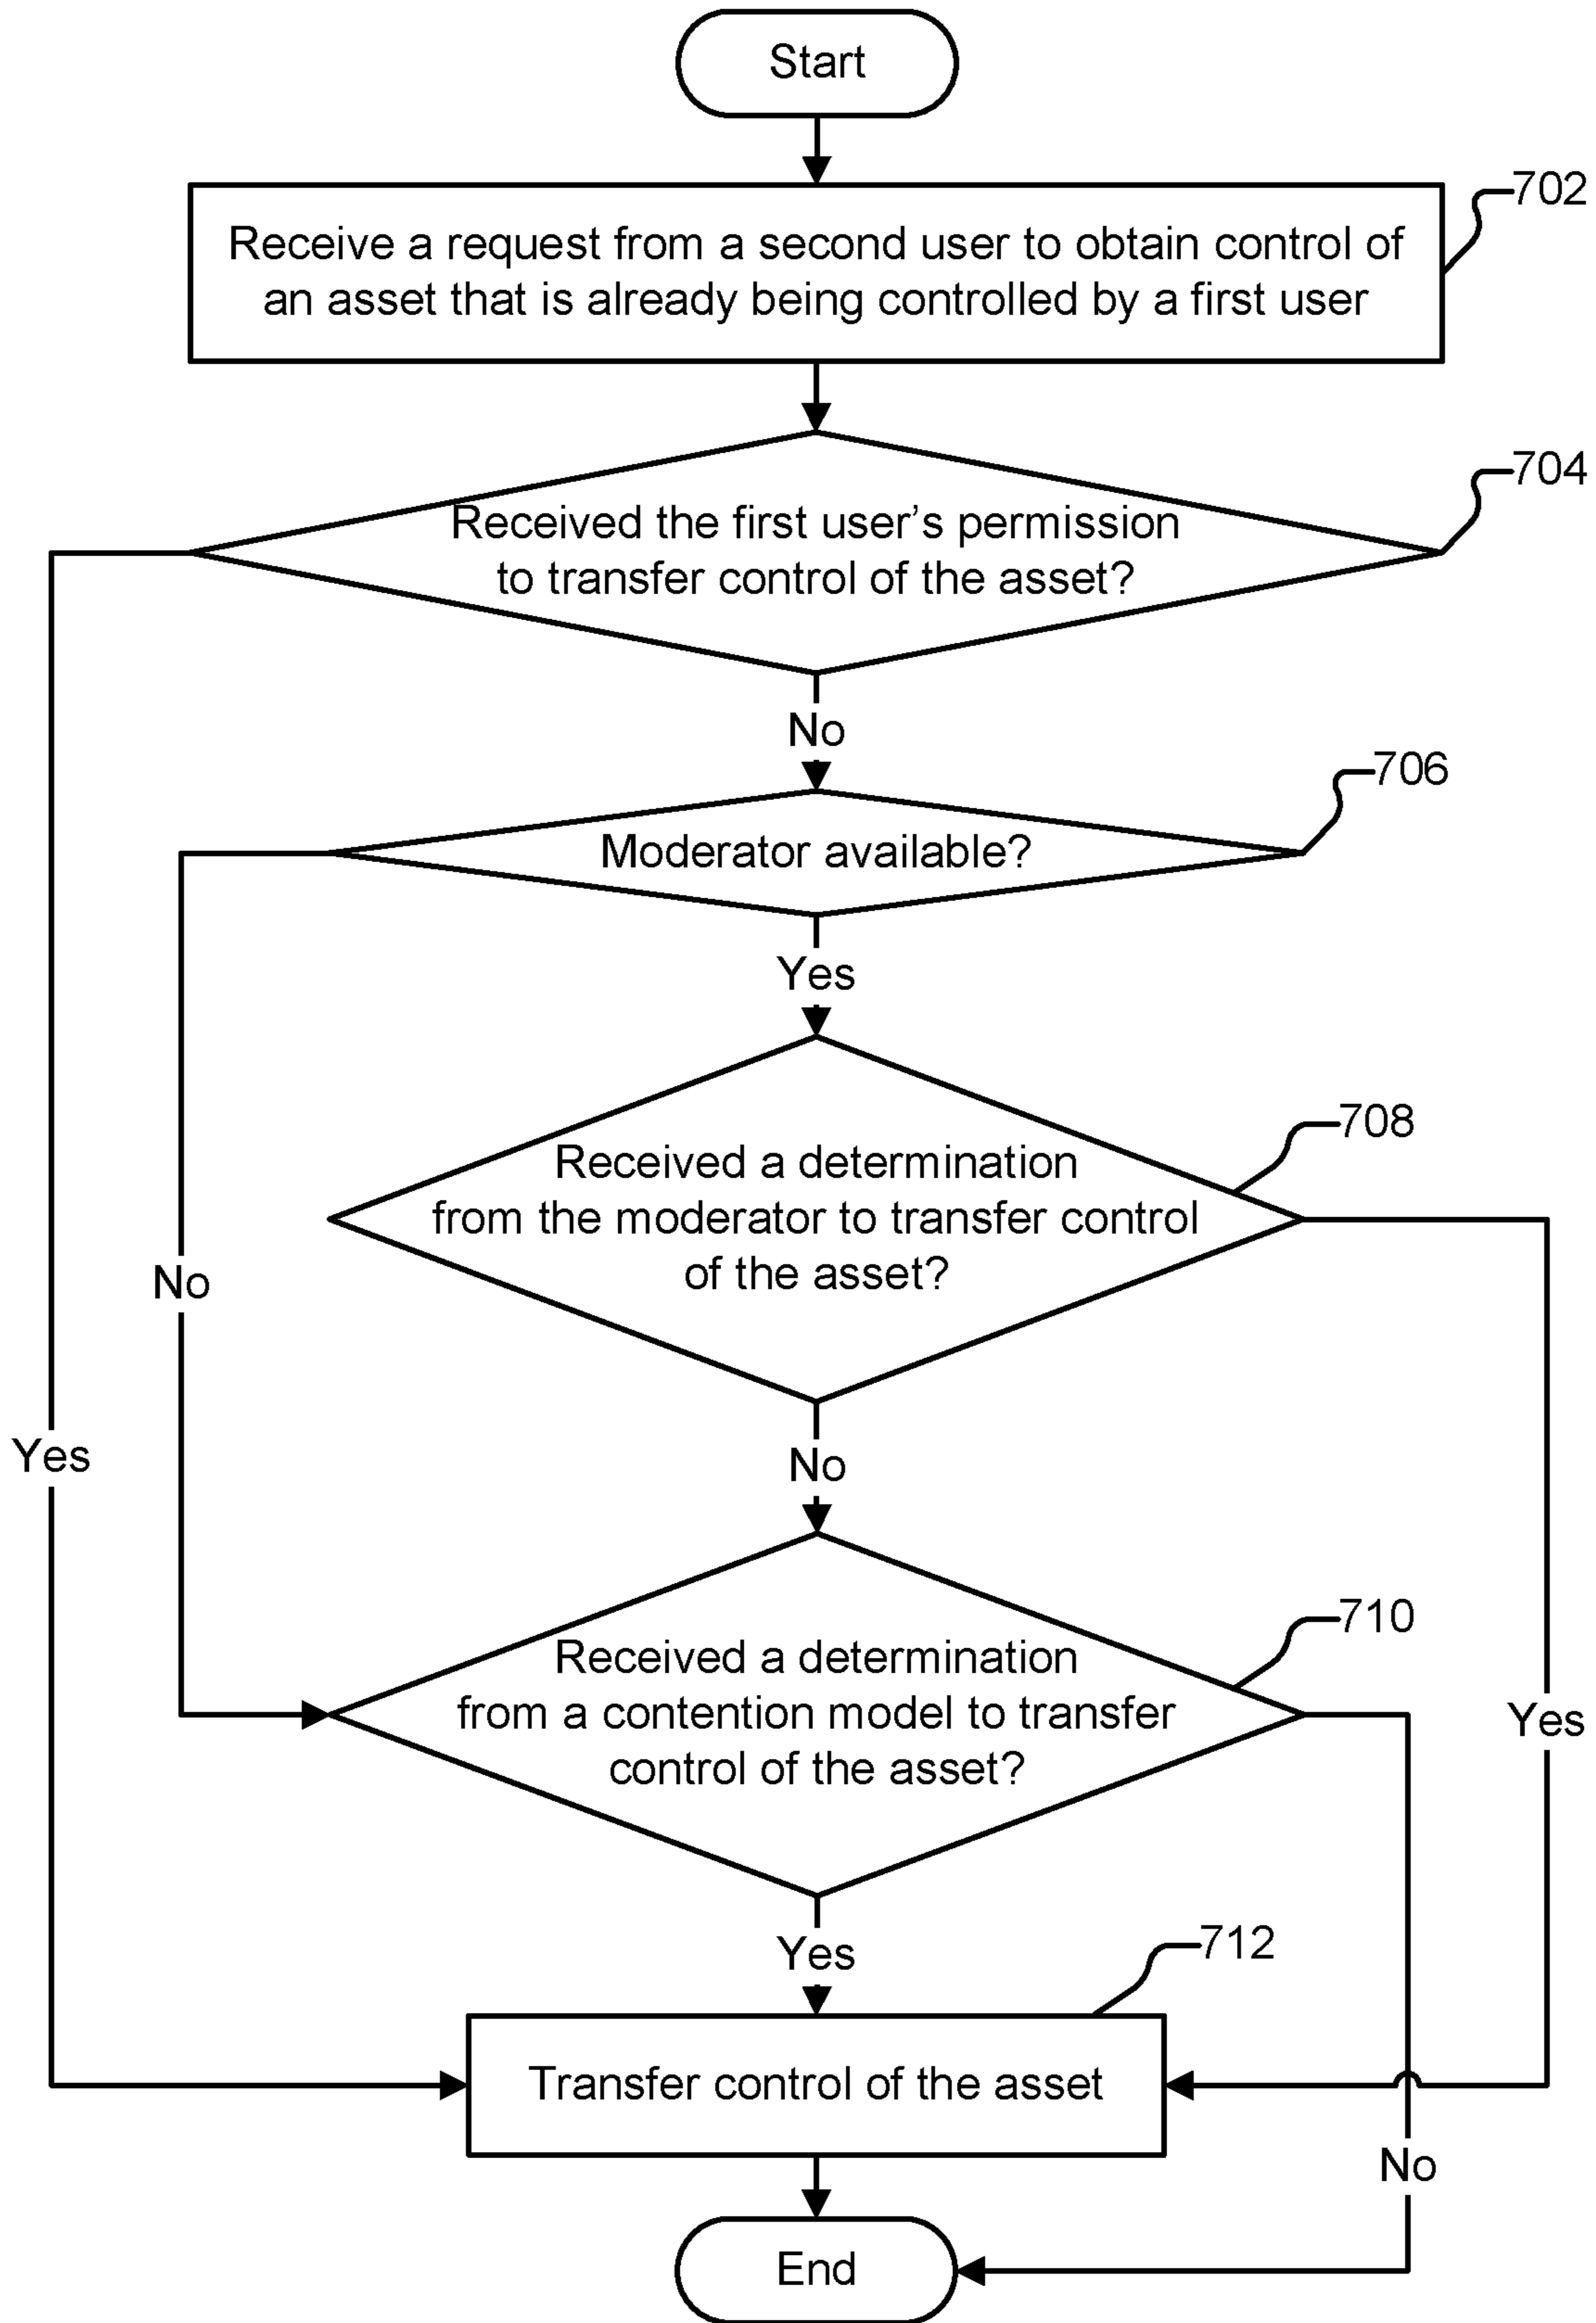 Start
702
Receive a request from a second user to obtain control of
an asset that is already being controlled by a first user
704
Received the first user’s permission
to transfer control of the asset?
No
706
Moderator available?
Yes
708
Received a determination
from the moderator to transfer control
of the asset?
No
Yes
No
710
Received a determination
from a contention model to transfer
control of the asset?
Yes
Yes
712
Transfer control of the asset
No
End